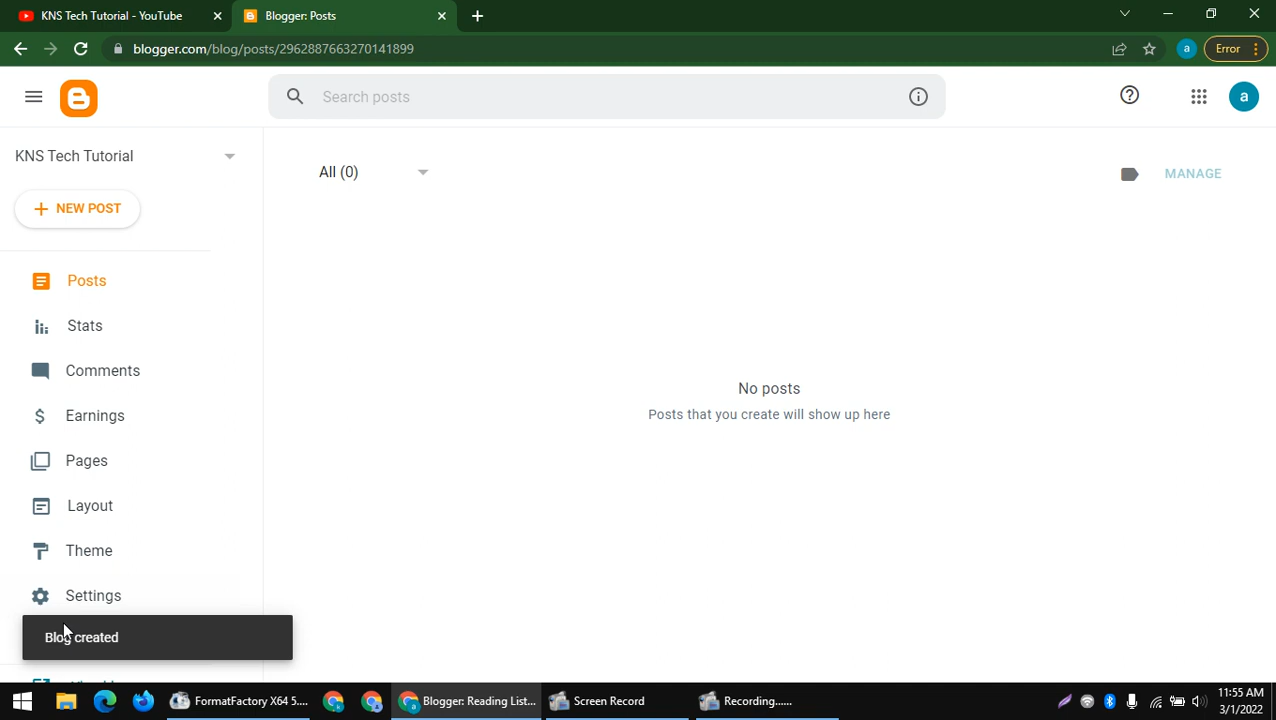 KNS Tech Tutorial - YouTube
Blogger: Posts
blogger.com/blog/posts/2962887663270141899
a
Error
Search posts
a
KNS Tech Tutorial
All (0)
MANAGE
NEW POST
Posts
Stats
Comments
Earnings
Pages
Layout
Theme
Settings
No posts
Posts that you create will show up here
Blog created
FormatFactory X64 5....
Blogger: Reading List...
Screen Record
Recording......
11:55 AM
3/1/2022